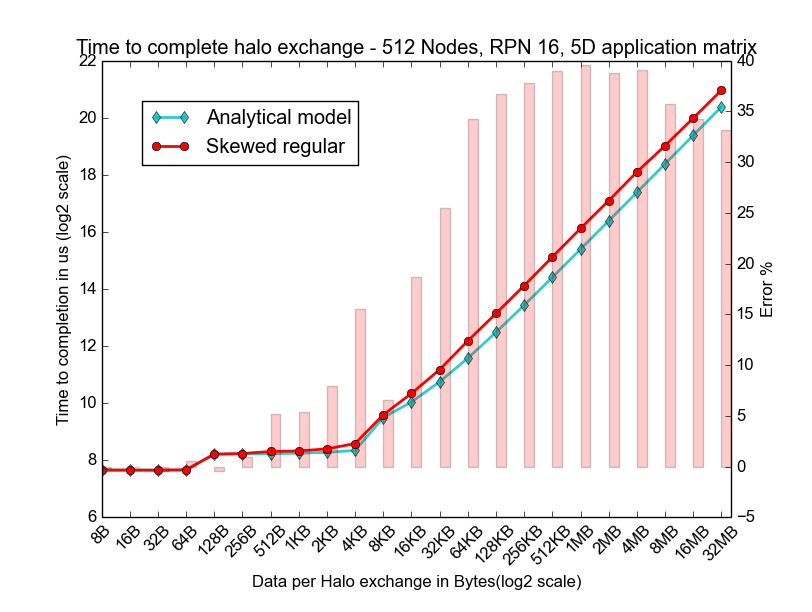 Time to complete halo exchange - 512 Nodes, RPN 16, 5D application matrix
Analytical model
Skewed regular
Time to completion in us (log2 scale)
22
20
18
16
14
12
10
8
6
Error %
40
35
30
25
20
15
10
5
0
−5
8B
16B
32B
64B
128B
256B
512B
1KB
2KB
4KB
8KB
16KB
32KB
64KB
128KB
256KB
512KB
1MB
2MB
4MB
8MB
16MB
32MB
Data per Halo exchange in Bytes(log2 scale)